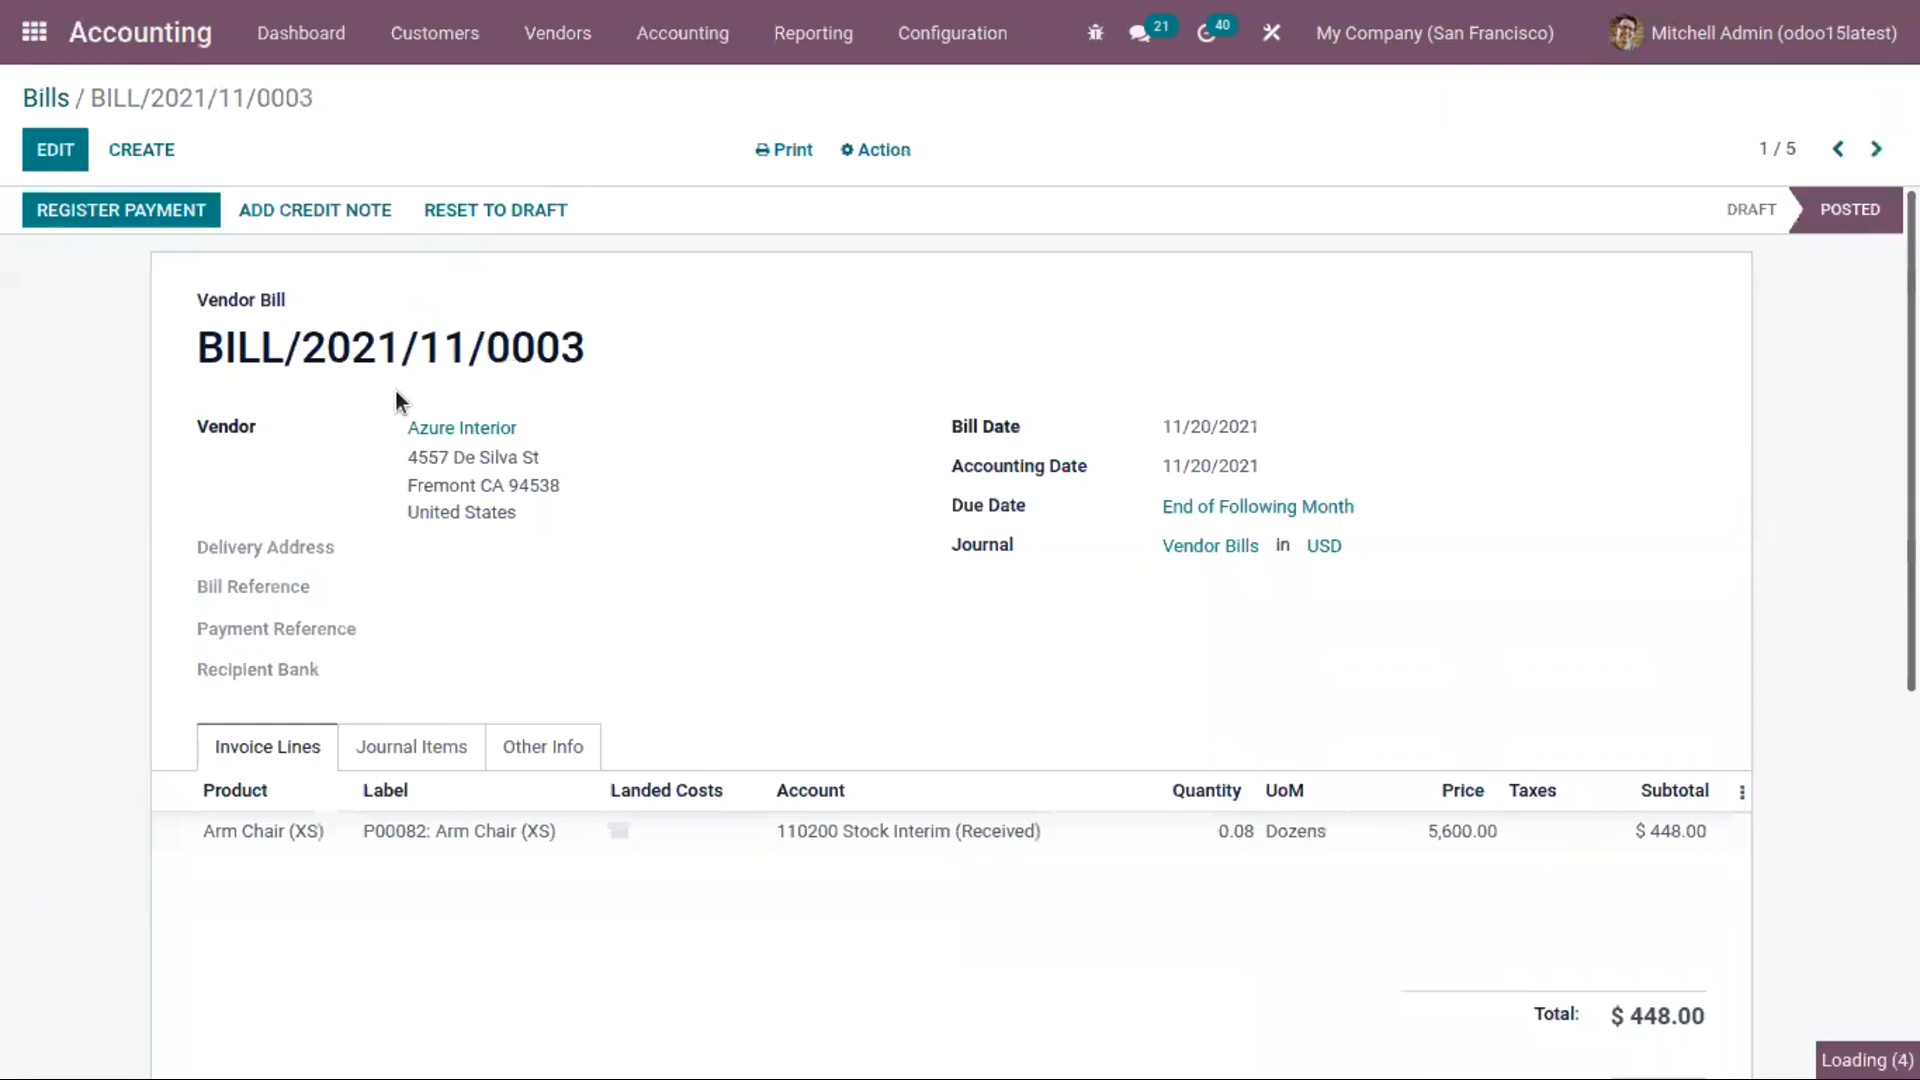 Accounting Dashboard Customers Vendors Accounting Reporting Configuration 21 40 My Company (San Francisco) Mitchell Admin (odoo15latest)
Bills / BILL/2021/11/0003
EDIT CREATE Print Action 1 / 5
REGISTER PAYMENT ADD CREDIT NOTE RESET TO DRAFT DRAFT POSTED
Vendor Bill
BILL/2021/11/0003
Vendor Azure Interior Bill Date 11/20/2021
4557 De Silva St
Accounting Date 11/20/2021
Fremont CA 94538
Due Date End of Following Month
United States
Delivery Address Journal Vendor Bills in USD
Bill Reference
Payment Reference
Recipient Bank
Invoice Lines Journal Items Other Info
Product Label Landed Costs Account Quantity UoM Price Taxes Subtotal
Arm Chair (XS) P00082: Arm Chair (XS) 110200 Stock Interim (Received) 0.08 Dozens 5,600.00 $ 448.00
Total: $ 448.00
Loading (4)